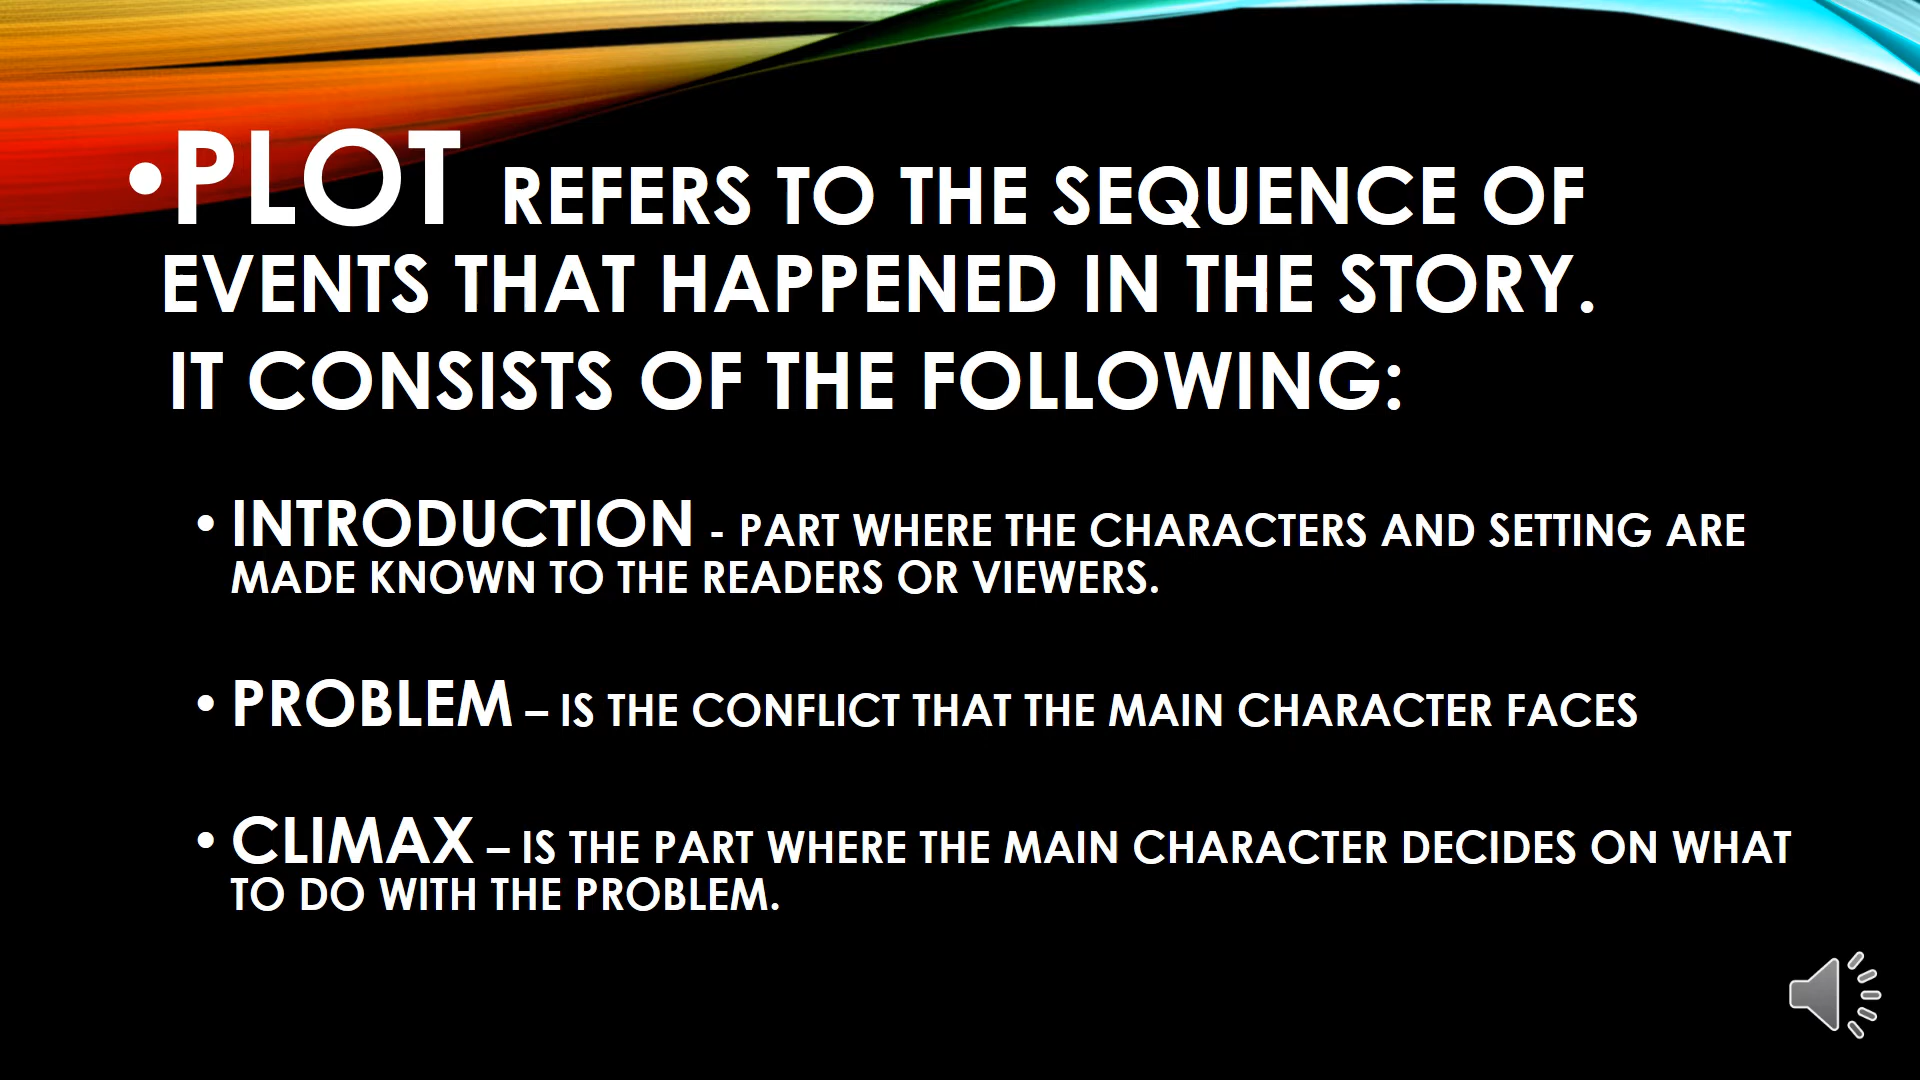 •PLOT REFERS TO THE SEQUENCE OF
EVENTS THAT HAPPENED IN THE STORY.
IT CONSISTS OF THE FOLLOWING:
• INTRODUCTION - PART WHERE THE CHARACTERS AND SETTING ARE
MADE KNOWN TO THE READERS OR VIEWERS.
• PROBLEM – IS THE CONFLICT THAT THE MAIN CHARACTER FACES
• CLIMAX – IS THE PART WHERE THE MAIN CHARACTER DECIDES ON WHAT
TO DO WITH THE PROBLEM.